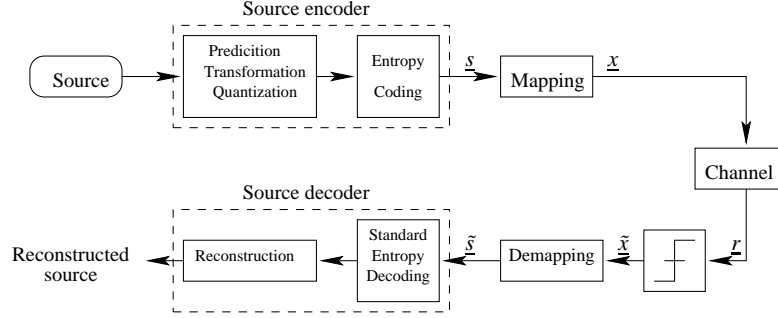 Source encoder
Source
Predicition
Transformation
Quantization
Entropy
Coding
s
Mapping
x
Channel
Source decoder
Reconstructed
source
Reconstruction
Standard
Entropy
Decoding
s̃
Demapping
x̃
r